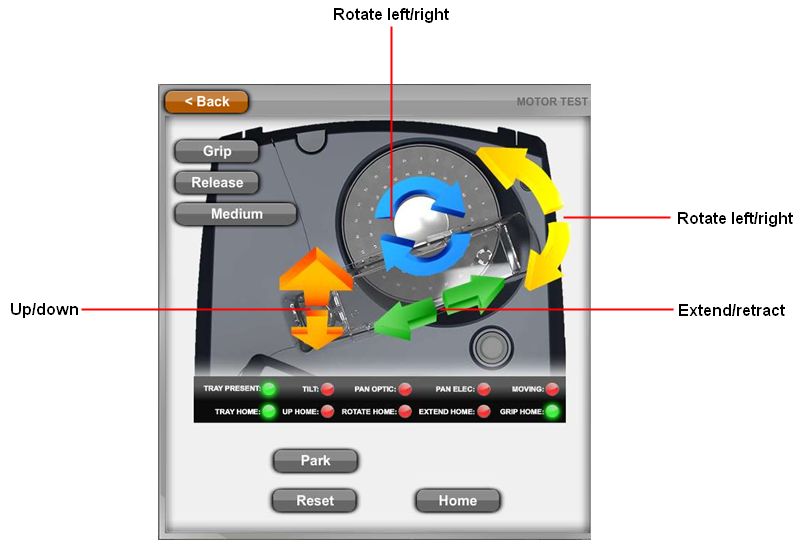 Rotate left/right
< Back
MOTOR TEST
Grip
Release
Medium
Rotate left/right
Up/down
Extend/retract
TRAY PRESENT: TILT: PAN OPTIC: PAN ELEC: MOVING:
TRAY HOME: UP HOME: ROTATE HOME: EXTEND HOME: GRIP HOME:
Park
Reset
Home